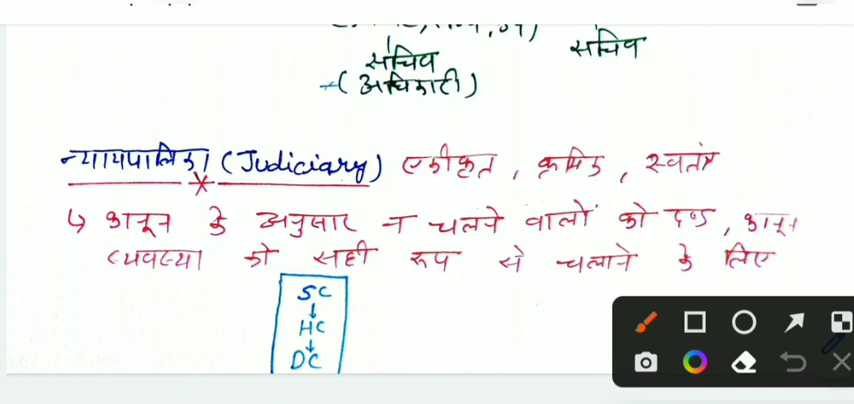 सचिव
सचिव
(अधिकारी)
न्यायपालिका (Judiciary) एकीकृत, क्रमिक, स्वतंत्र
↳ कानून के अनुसार न चलने वालों को दण्ड, कानून
व्यवस्था को सही रूप से चलाने के लिए
SC
↓
HC
↓
DC